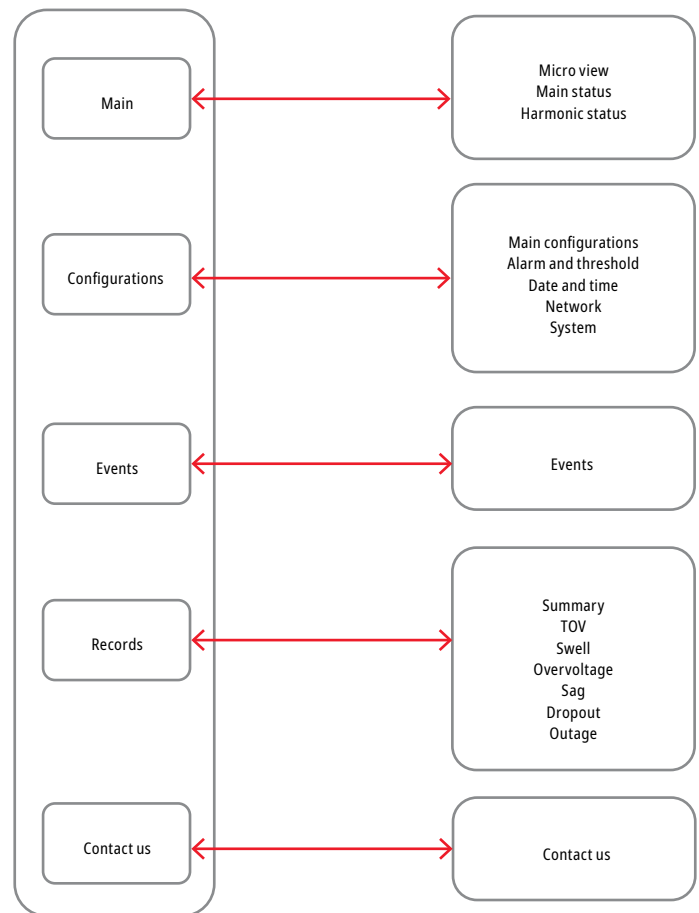 Main
Micro view
Main status
Harmonic status
Configurations
Main configurations
Alarm and threshold
Date and time
Network
System
Events
Events
Records
Summary
TOV
Swell
Overvoltage
Sag
Dropout
Outage
Contact us
Contact us